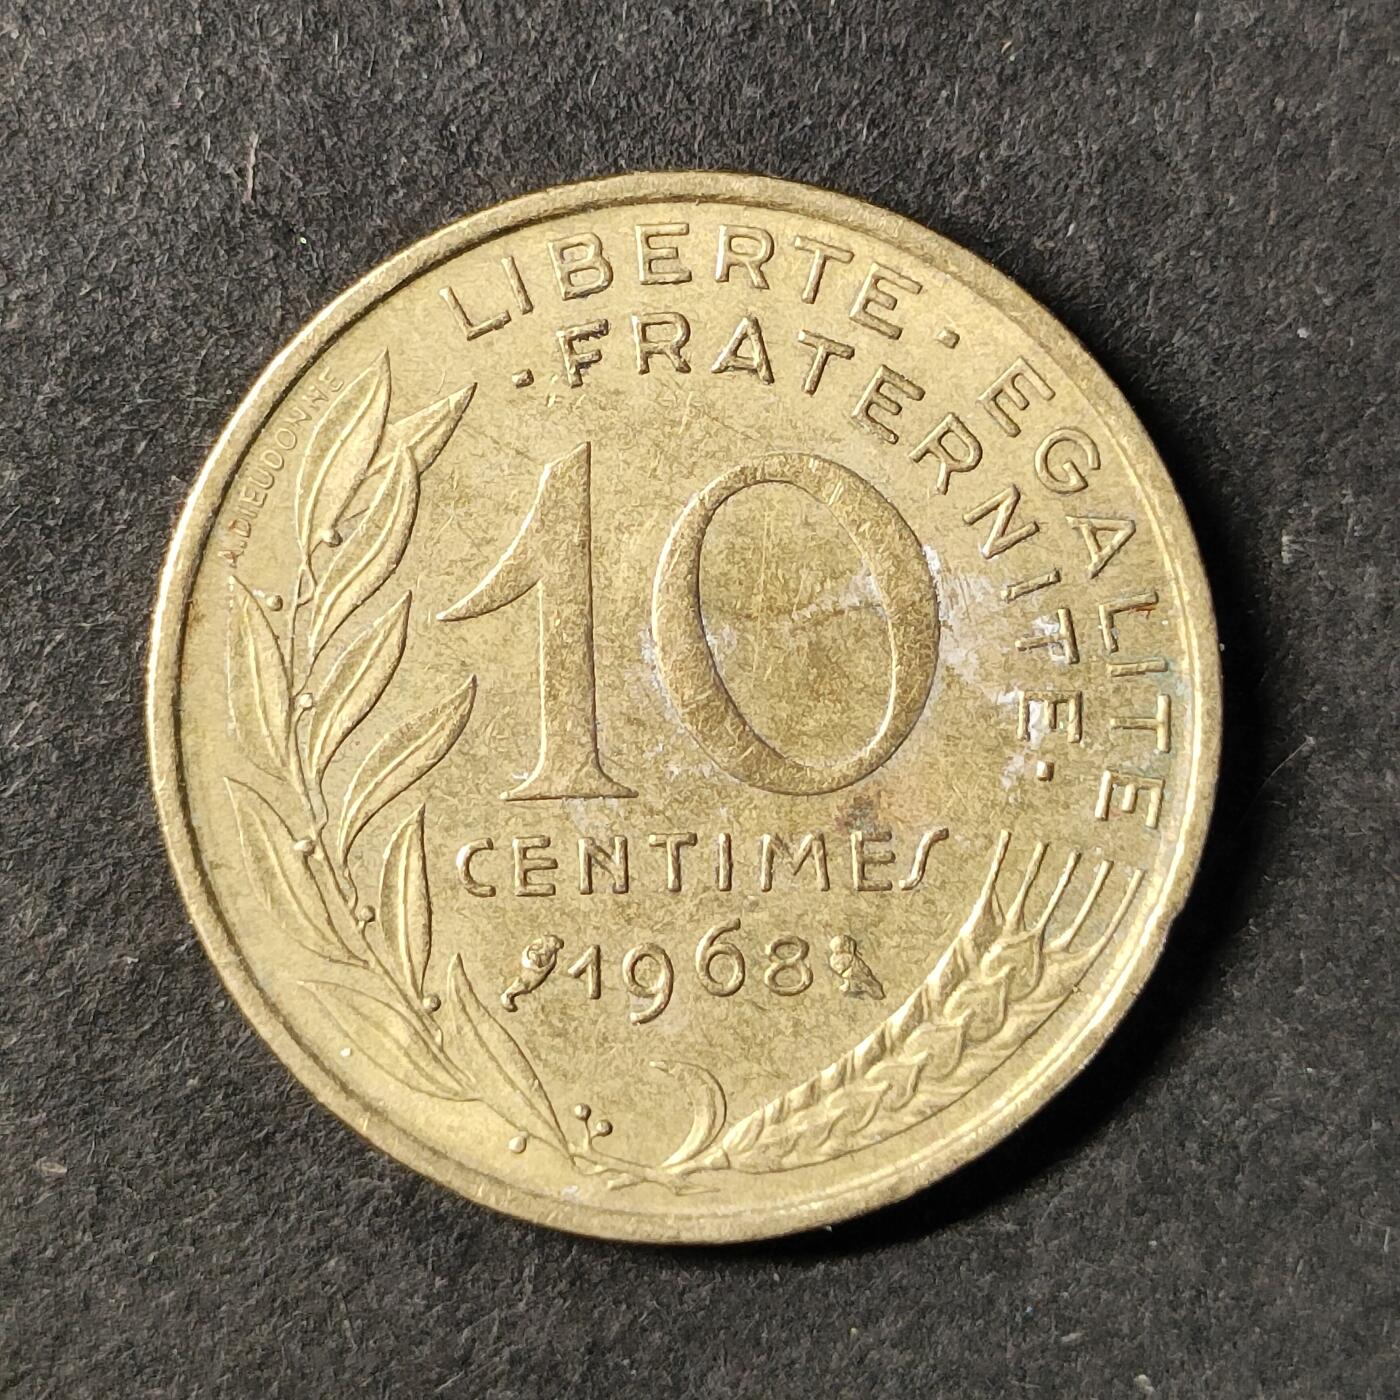 LIBERTE · EGALITE
· FRATERNITE ·
A.DIEUDONNE
10
CENTIMES
1968